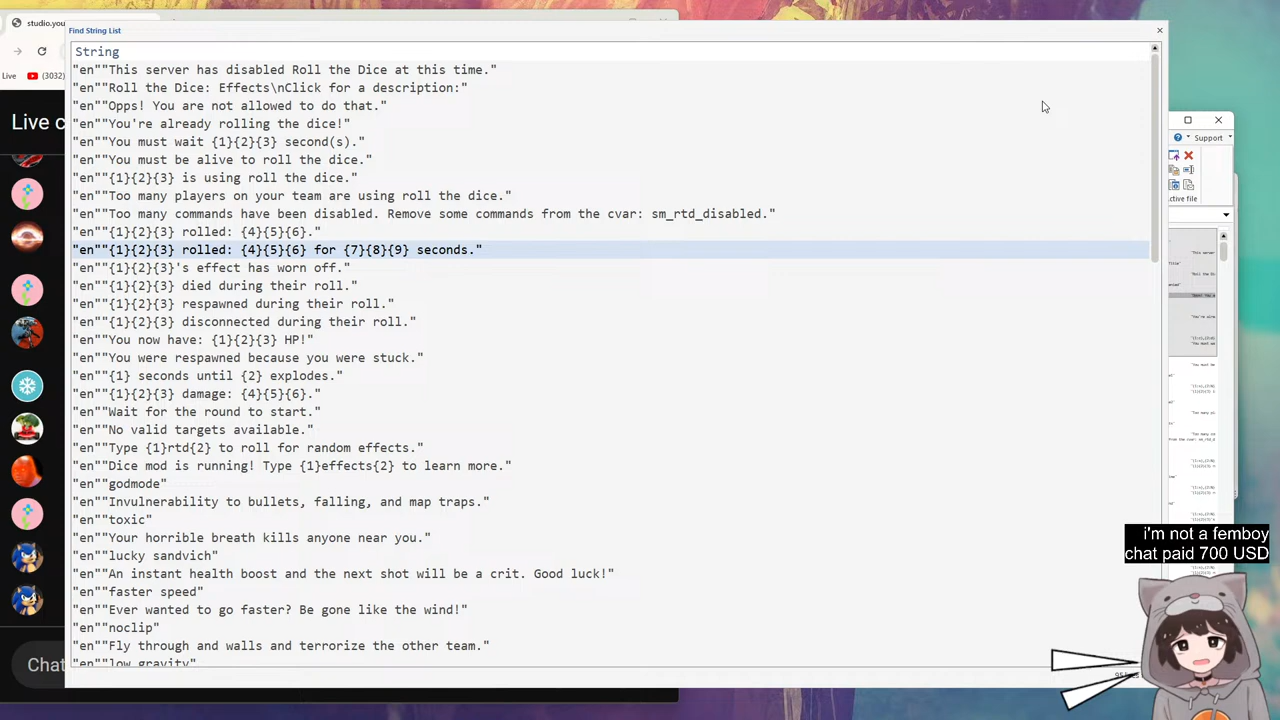 studio.you
Live
(3032)
Live c
Chat
Find String List
String
"en""This server has disabled Roll the Dice at this time."
"en""Roll the Dice: Effects\nClick for a description:"
"en""Opps! You are not allowed to do that."
"en""You're already rolling the dice!"
"en""You must wait {1}{2}{3} second(s)."
"en""You must be alive to roll the dice."
"en""{1}{2}{3} is using roll the dice."
"en""Too many players on your team are using roll the dice."
"en""Too many commands have been disabled. Remove some commands from the cvar: sm_rtd_disabled."
"en""{1}{2}{3} rolled: {4}{5}{6}."
"en""{1}{2}{3} rolled: {4}{5}{6} for {7}{8}{9} seconds."
"en""{1}{2}{3}'s effect has worn off."
"en""{1}{2}{3} died during their roll."
"en""{1}{2}{3} respawned during their roll."
"en""{1}{2}{3} disconnected during their roll."
"en""You now have: {1}{2}{3} HP!"
"en""You were respawned because you were stuck."
"en""{1} seconds until {2} explodes."
"en""{1}{2}{3} damage: {4}{5}{6}."
"en""Wait for the round to start."
"en""No valid targets available."
"en""Type {1}rtd{2} to roll for random effects."
"en""Dice mod is running! Type {1}effects{2} to learn more."
"en""godmode"
"en""Invulnerability to bullets, falling, and map traps."
"en""toxic"
"en""Your horrible breath kills anyone near you."
"en""lucky sandvich"
"en""An instant health boost and the next shot will be a crit. Good luck!"
"en""faster speed"
"en""Ever wanted to go faster? Be gone like the wind!"
"en""noclip"
"en""Fly through and walls and terrorize the other team."
"en""low gravity"
Support
ctive file
i'm not a femboy
chat paid 700 USD